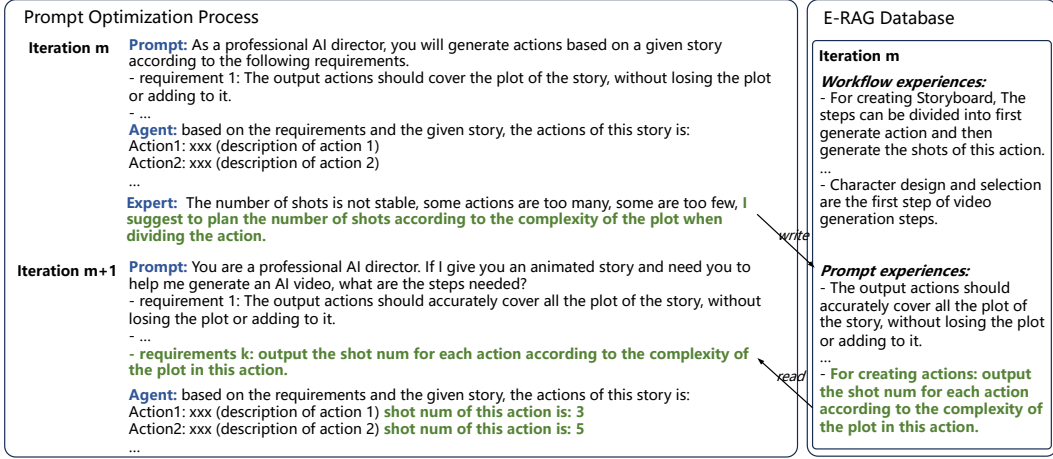 Prompt Optimization Process
Iteration m
Prompt: As a professional AI director, you will generate actions based on a given story
according to the following requirements.
- requirement 1: The output actions should cover the plot of the story, without losing the plot
or adding to it.
- ...
Agent: based on the requirements and the given story, the actions of this story is:
Action1: xxx (description of action 1)
Action2: xxx (description of action 2)
...
Expert: The number of shots is not stable, some actions are too many, some are too few, I
suggest to plan the number of shots according to the complexity of the plot when
dividing the action.
Iteration m+1
Prompt: You are a professional AI director. If I give you an animated story and need you to
help me generate an AI video, what are the steps needed?
- requirement 1: The output actions should accurately cover all the plot of the story, without
losing the plot or adding to it.
- ...
- requirements k: output the shot num for each action according to the complexity of
the plot in this action.
Agent: based on the requirements and the given story, the actions of this story is:
Action1: xxx (description of action 1) shot num of this action is: 3
Action2: xxx (description of action 2) shot num of this action is: 5
...
write
read
E-RAG Database
Iteration m
Workflow experiences:
- For creating Storyboard, The
steps can be divided into first
generate action and then
generate the shots of this action.
...
- Character design and selection
are the first step of video
generation steps.
Prompt experiences:
- The output actions should
accurately cover all the plot of
the story, without losing the plot
or adding to it.
...
- For creating actions: output
the shot num for each action
according to the complexity of
the plot in this action.